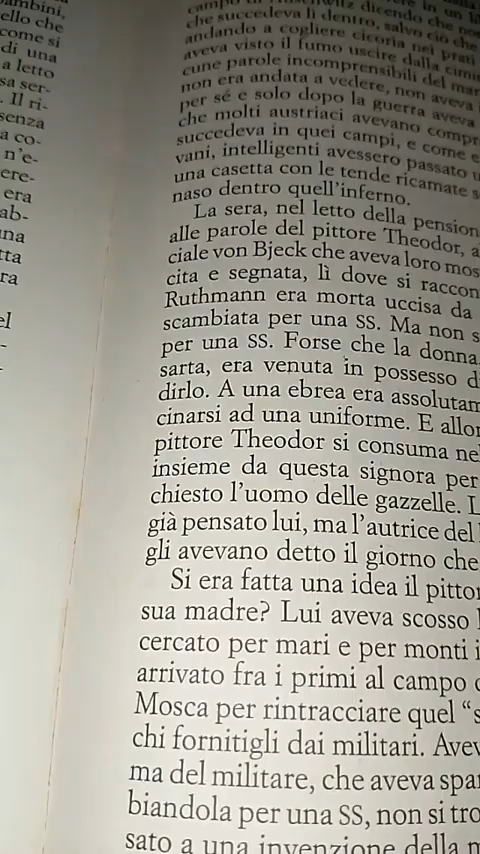 ambini,
ello che
come si
di una
a letto
sa ser-
. Il ri-
senza
a co-
n'e-
ere-
era
ab-
una
tta
ra
el
che succedeva lì dentro, salvo ciò che
andando a cogliere cicoria nei prati
aveva visto il fumo uscire dalla cimi
cune parole incomprensibili del mar
non era andata a vedere, non aveva
per sé e solo dopo la guerra aveva
che molti austriaci avevano compr
succedeva in quei campi, e come e
vani, intelligenti avessero passato
una casetta con le tende ricamate s
naso dentro quell'inferno.
La sera, nel letto della pension
alle parole del pittore Theodor, a
ciale von Bjeck che aveva loro mos
cita e segnata, lì dove si raccon
Ruthmann era morta uccisa da
scambiata per una SS. Ma non s
per una SS. Forse che la donna
sarta, era venuta in possesso d
dirlo. A una ebrea era assolutam
cinarsi ad una uniforme. E allor
pittore Theodor si consuma ne
insieme da questa signora per
chiesto l'uomo delle gazzelle. L
già pensato lui, ma l'autrice del
gli avevano detto il giorno che
Si era fatta una idea il pittor
sua madre? Lui aveva scosso
cercato per mari e per monti i
arrivato fra i primi al campo
Mosca per rintracciare quel "s
chi fornitigli dai militari. Avev
ma del militare, che aveva spa
biandola per una SS, non si tro
sato a una invenzione della